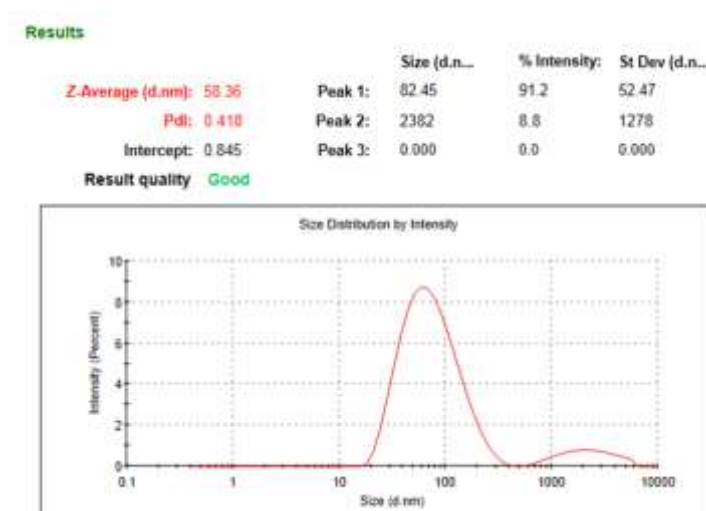 Results
Size (d.n... % Intensity: St Dev (d.n...
Z-Average (d.nm): 58.36 Peak 1: 82.45 91.2 52.47
PdI: 0.418 Peak 2: 2382 8.8 1278
Intercept: 0.845 Peak 3: 0.000 0.0 0.000
Result quality Good
Size Distribution by Intensity
Intensity (Percent)
10
8
6
4
2
0
0.1 1 10 100 1000 10000
Size (d.nm)